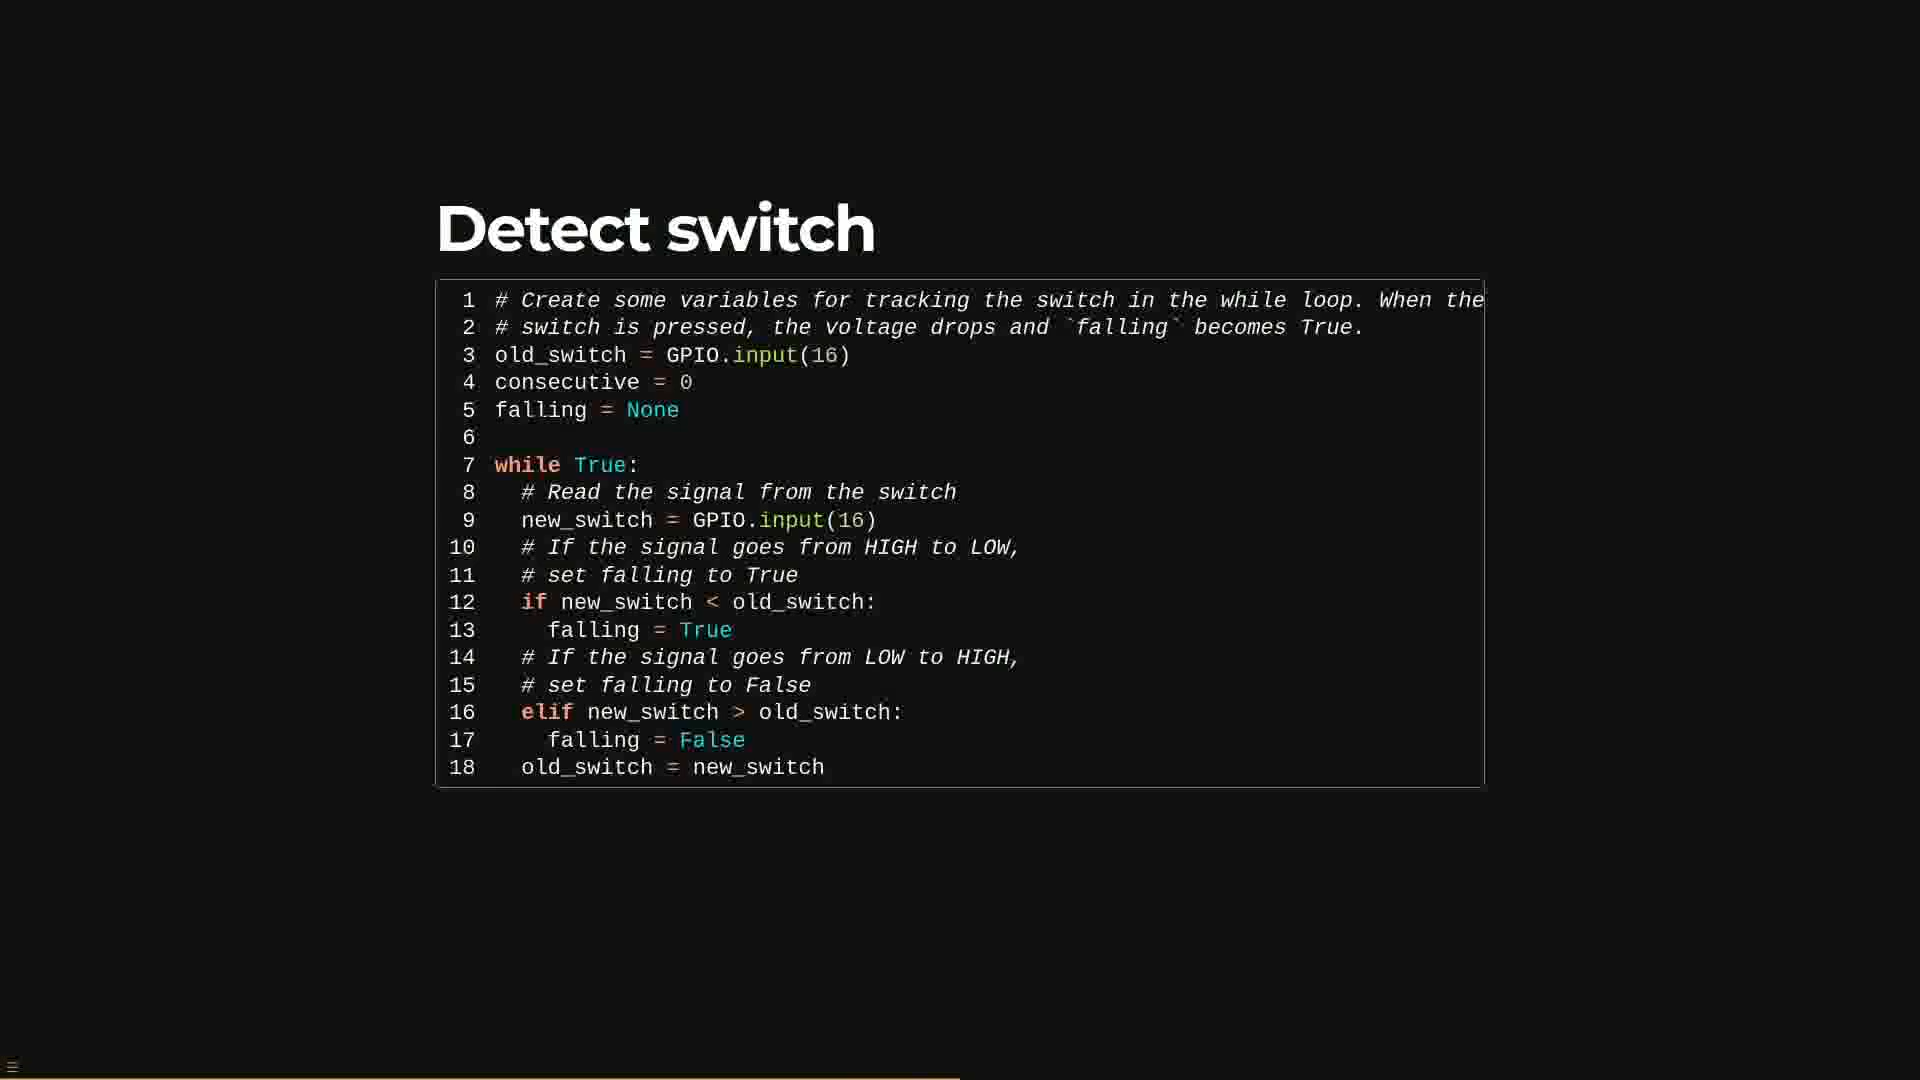 Detect switch
1 # Create some variables for tracking the switch in the while loop. When the
2 # switch is pressed, the voltage drops and `falling` becomes True.
3 old_switch = GPIO.input(16)
4 consecutive = 0
5 falling = None
6
7 while True:
8   # Read the signal from the switch
9   new_switch = GPIO.input(16)
10   # If the signal goes from HIGH to LOW,
11   # set falling to True
12   if new_switch < old_switch:
13     falling = True
14   # If the signal goes from LOW to HIGH,
15   # set falling to False
16   elif new_switch > old_switch:
17     falling = False
18   old_switch = new_switch